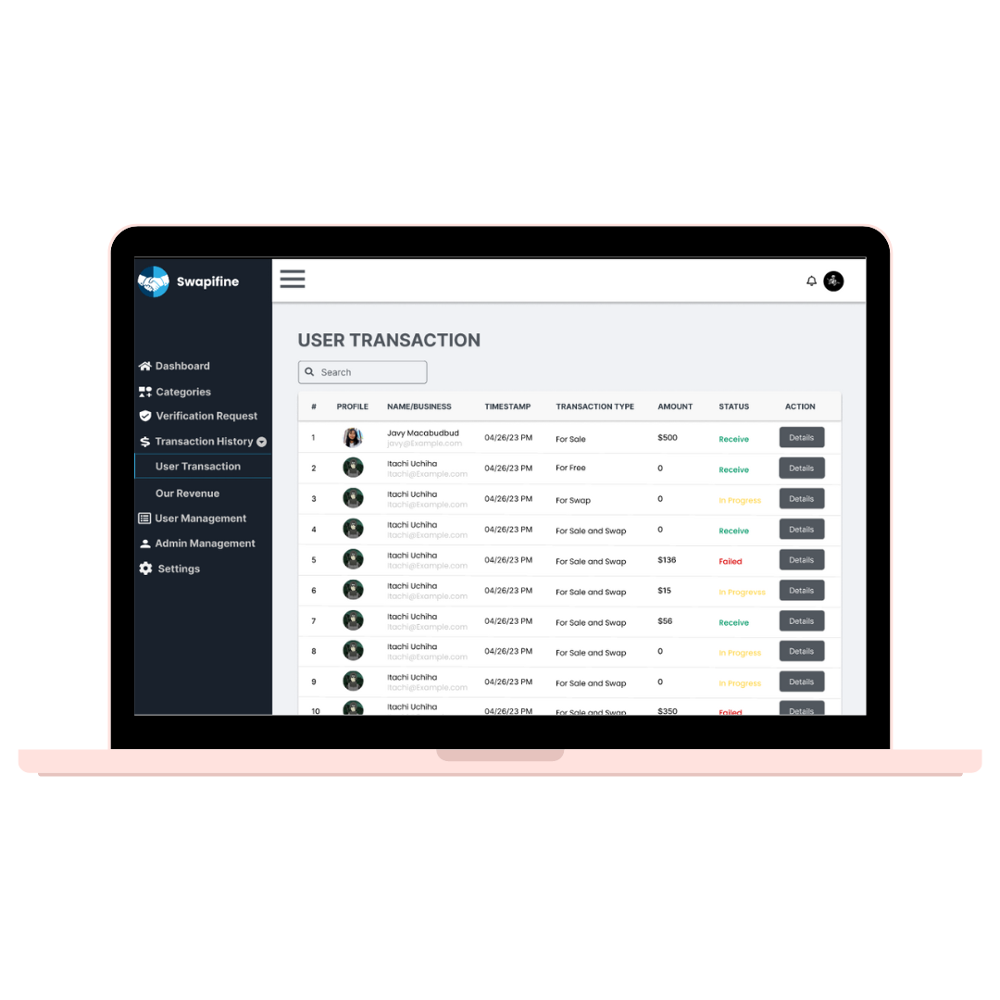 Swapifine
Dashboard
Categories
Verification Request
Transaction History
User Transaction
Our Revenue
User Management
Admin Management
Settings
USER TRANSACTION
Search
# PROFILE NAME/BUSINESS TIMESTAMP TRANSACTION TYPE AMOUNT STATUS ACTION
1 Javy Macabudbud 04/26/23 PM For Sale $500 Receive Details
javy@Example.com
2 Itachi Uchiha 04/26/23 PM For Free 0 Receive Details
Itachi@Example.com
3 Itachi Uchiha 04/26/23 PM For Swap 0 In Progress Details
Itachi@Example.com
4 Itachi Uchiha 04/26/23 PM For Sale and Swap 0 Receive Details
Itachi@Example.com
5 Itachi Uchiha 04/26/23 PM For Sale and Swap $136 Failed Details
Itachi@Example.com
6 Itachi Uchiha 04/26/23 PM For Sale and Swap $15 In Progrevss Details
Itachi@Example.com
7 Itachi Uchiha 04/26/23 PM For Sale and Swap $56 Receive Details
Itachi@Example.com
8 Itachi Uchiha 04/26/23 PM For Sale and Swap 0 In Progress Details
Itachi@Example.com
9 Itachi Uchiha 04/26/23 PM For Sale and Swap 0 In Progress Details
Itachi@Example.com
10 Itachi Uchiha 04/26/23 PM For Sale and Swap $350 Failed Details